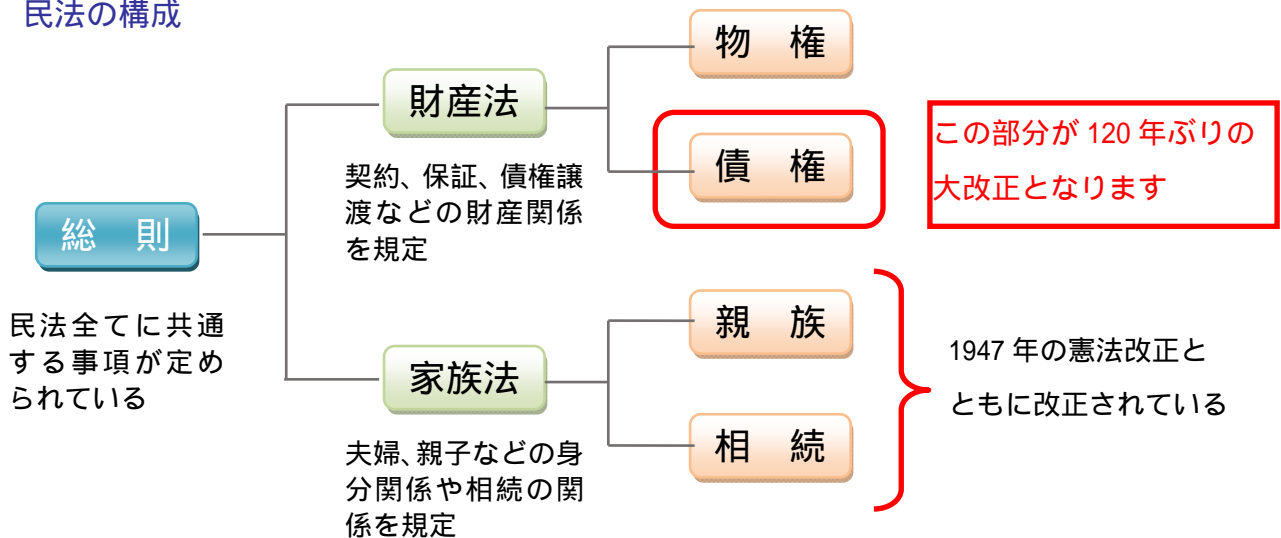 民法の構成
総　則
民法全てに共通
する事項が定め
られている
財産法
契約、保証、債権譲
渡などの財産関係
を規定
物　権
債　権
この部分が 120 年ぶりの
大改正となります
家族法
夫婦、親子などの身
分関係や相続の関
係を規定
親　族
相　続
1947 年の憲法改正と
ともに改正されている